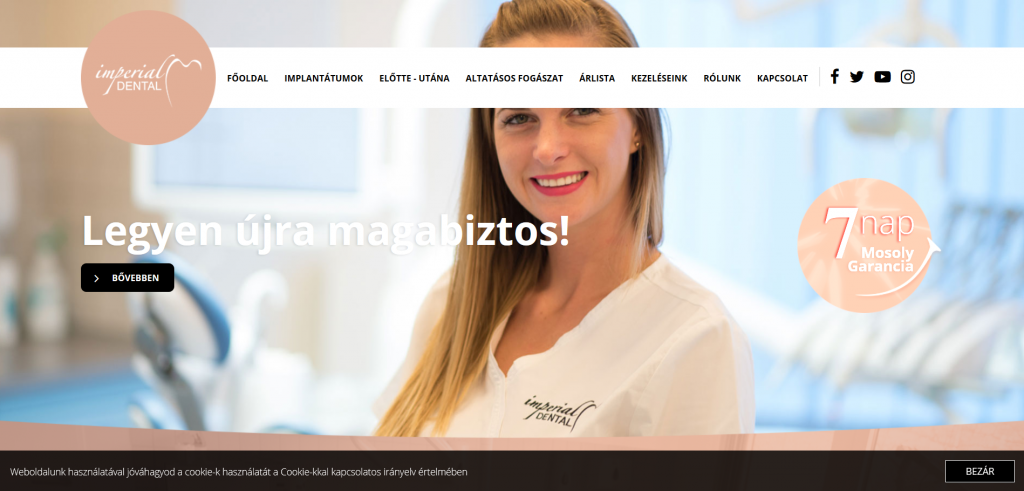 imperial
DENTAL
FŐOLDAL IMPLANTÁTUMOK ELŐTTE - UTÁNA ALTATÁSOS FOGÁSZAT ÁRLISTA KEZELÉSEINK RÓLUNK KAPCSOLAT
Legyen újra magabiztos!
BŐVEBBEN
7 nap
Mosoly
Garancia
imperial
DENTAL
Weboldalunk használatával jóváhagyod a cookie-k használatát a Cookie-kkal kapcsolatos irányelv értelmében
BEZÁR